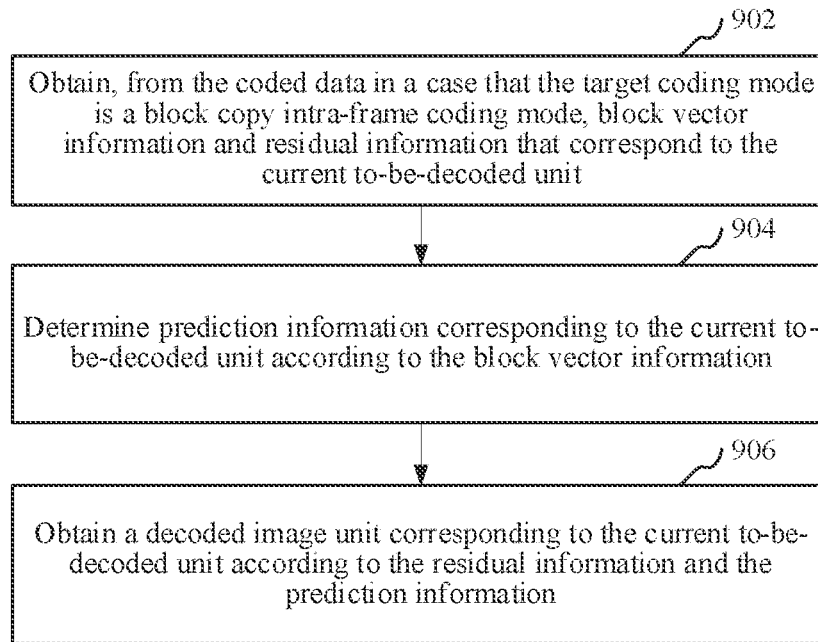 902
Obtain, from the coded data in a case that the target coding mode
is a block copy intra-frame coding mode, block vector
information and residual information that correspond to the
current to-be-decoded unit
904
Determine prediction information corresponding to the current to-
be-decoded unit according to the block vector information
906
Obtain a decoded image unit corresponding to the current to-be-
decoded unit according to the residual information and the
prediction information